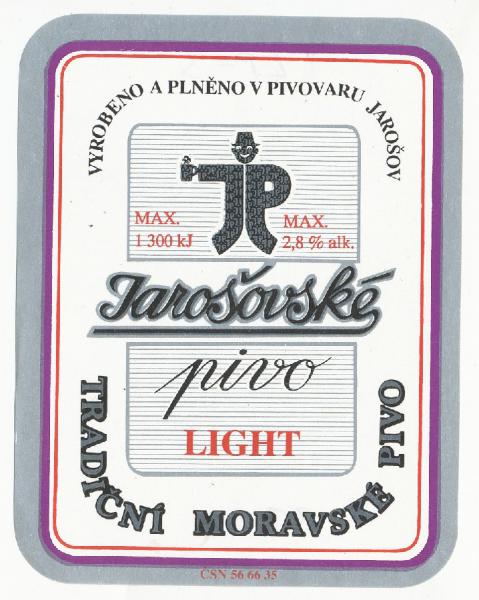 VYROBENO A PLNĚNO V PIVOVARU JAROŠOV
JP
MAX.
1 300 kJ
MAX.
2,8 % alk.
Jarošovské
pivo
LIGHT
TRADIČNÍ MORAVSKÉ PIVO
ČSN 56 66 35